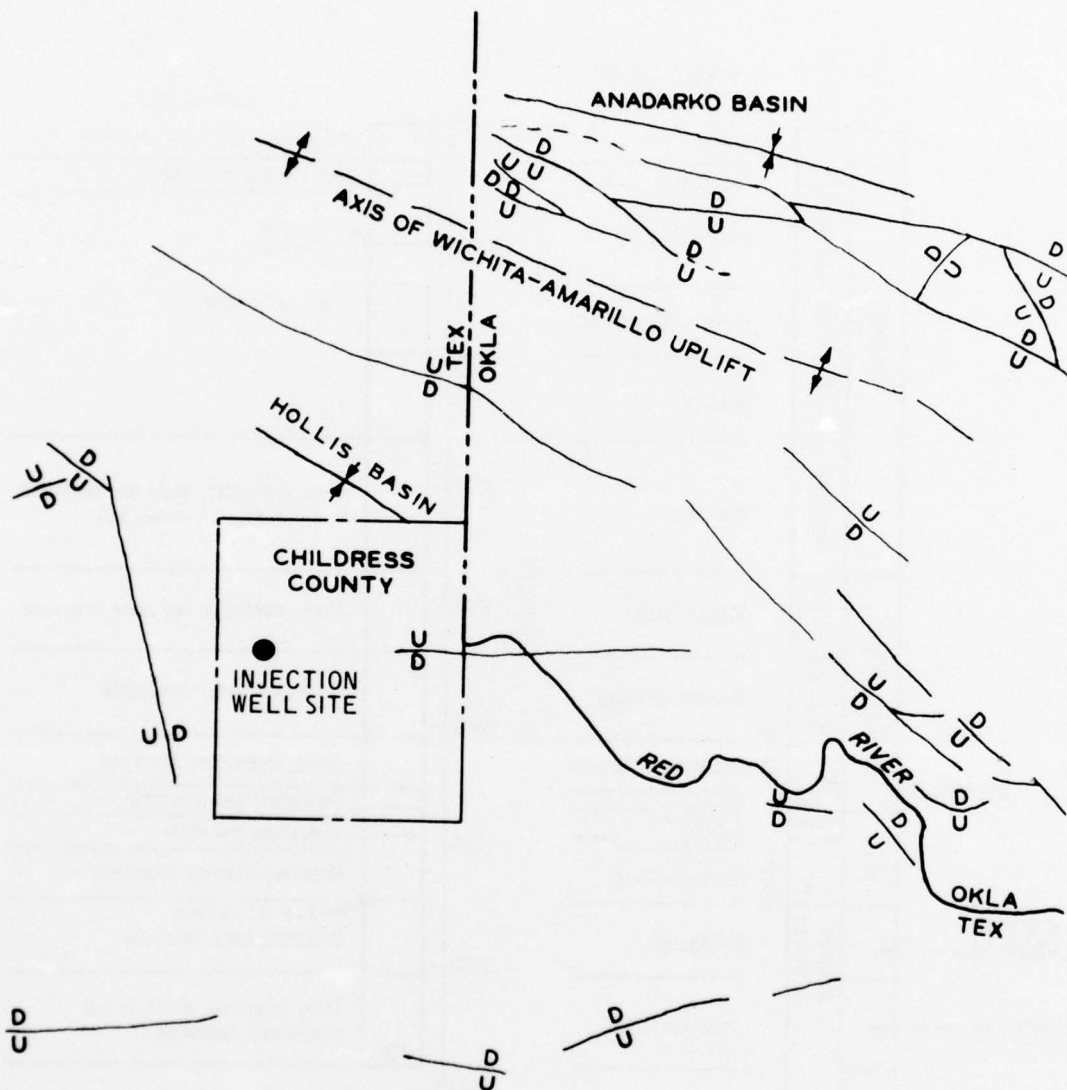 ANADARKO BASIN
D
U
U
D
D
U
D
U
D
U
AXIS OF WICHITA-AMARILLO UPLIFT
D
U
D
U
D
U
D
U
D
TEX
OKLA
U
D
HOLLIS BASIN
D
U
U
D
U
D
CHILDRESS
COUNTY
U
D
INJECTION
WELL SITE
U
D
D
U
U D
RED
RIVER
U
D
D
U
D
U
OKLA
TEX
D
U
D
U
D
U